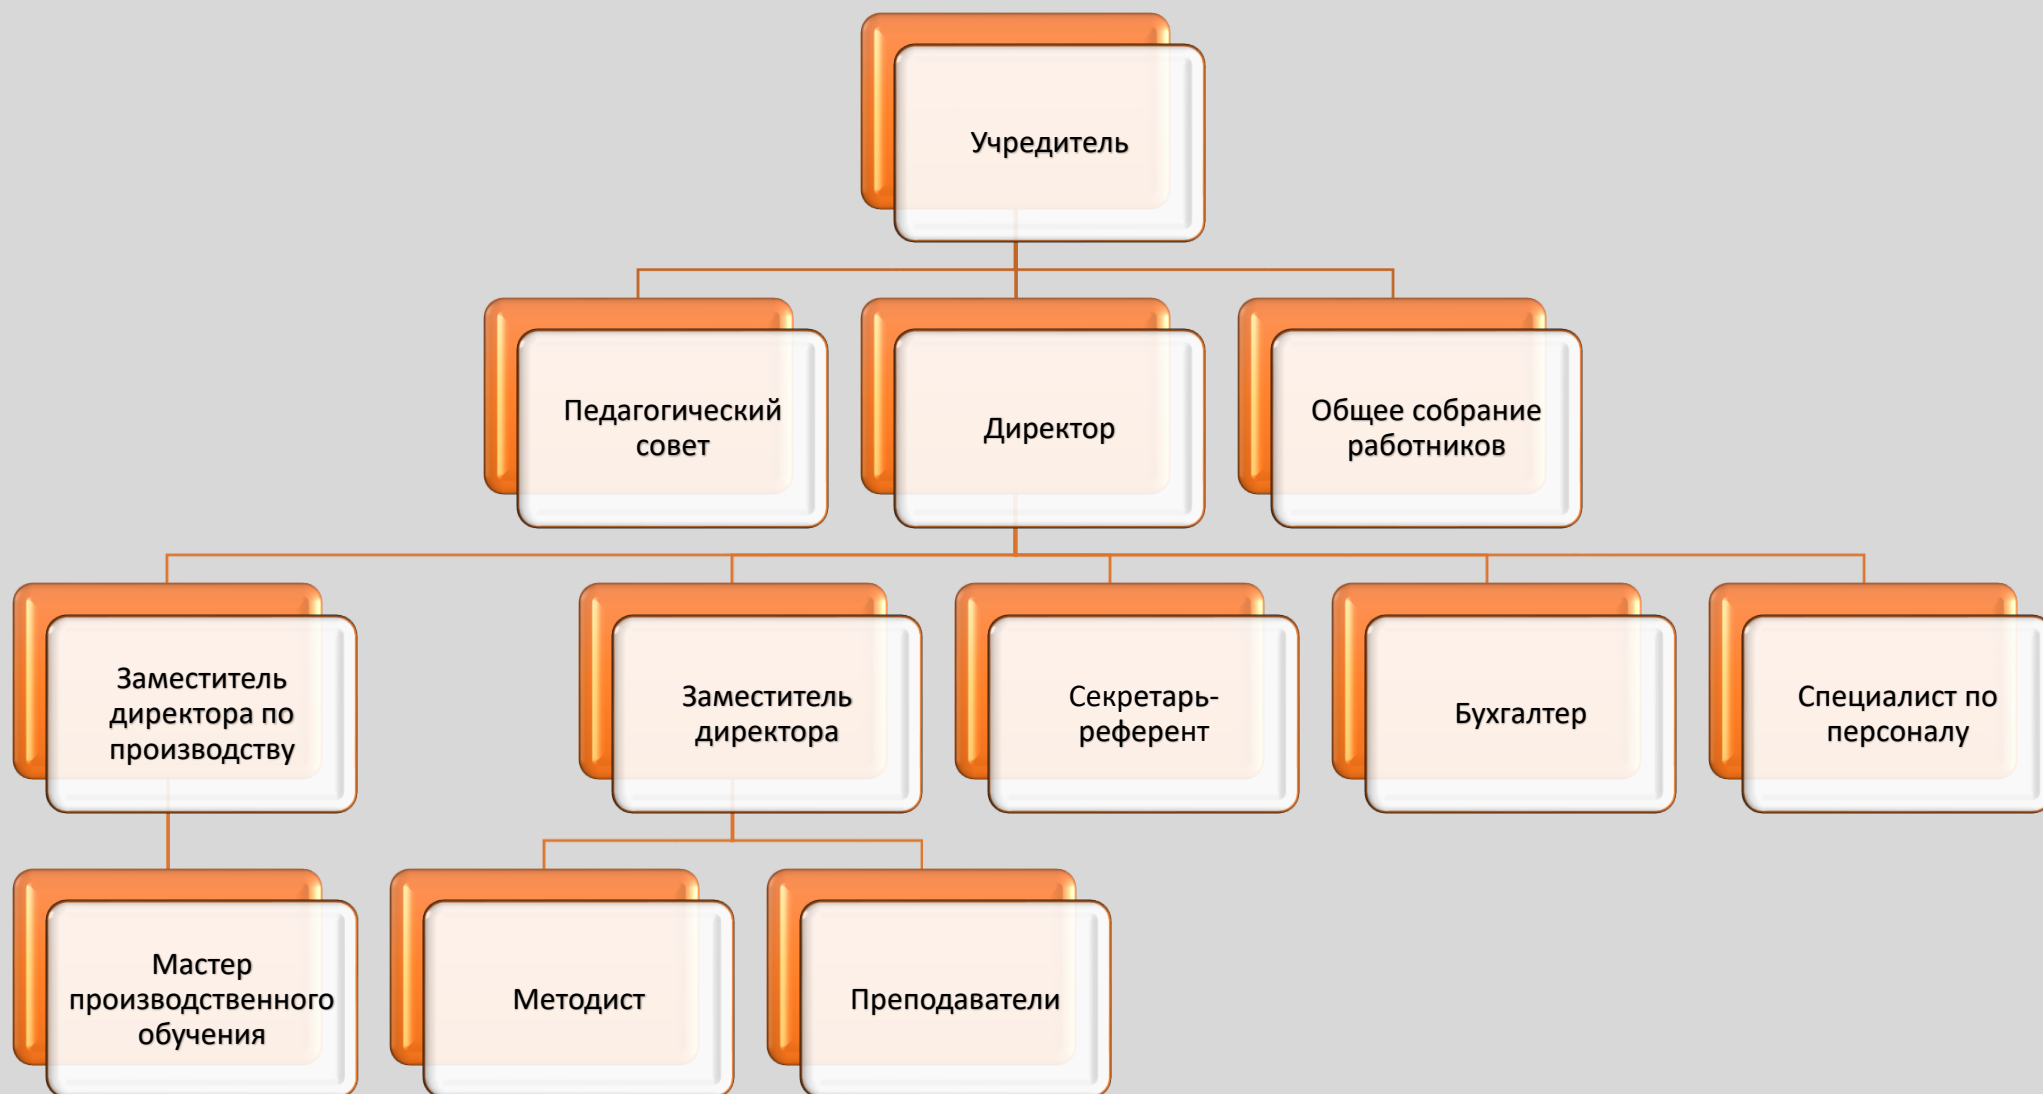 Учредитель
Педагогический
совет
Директор
Общее собрание
работников
Заместитель
директора по
производству
Заместитель
директора
Секретарь-
референт
Бухгалтер
Специалист по
персоналу
Мастер
производственного
обучения
Методист
Преподаватели